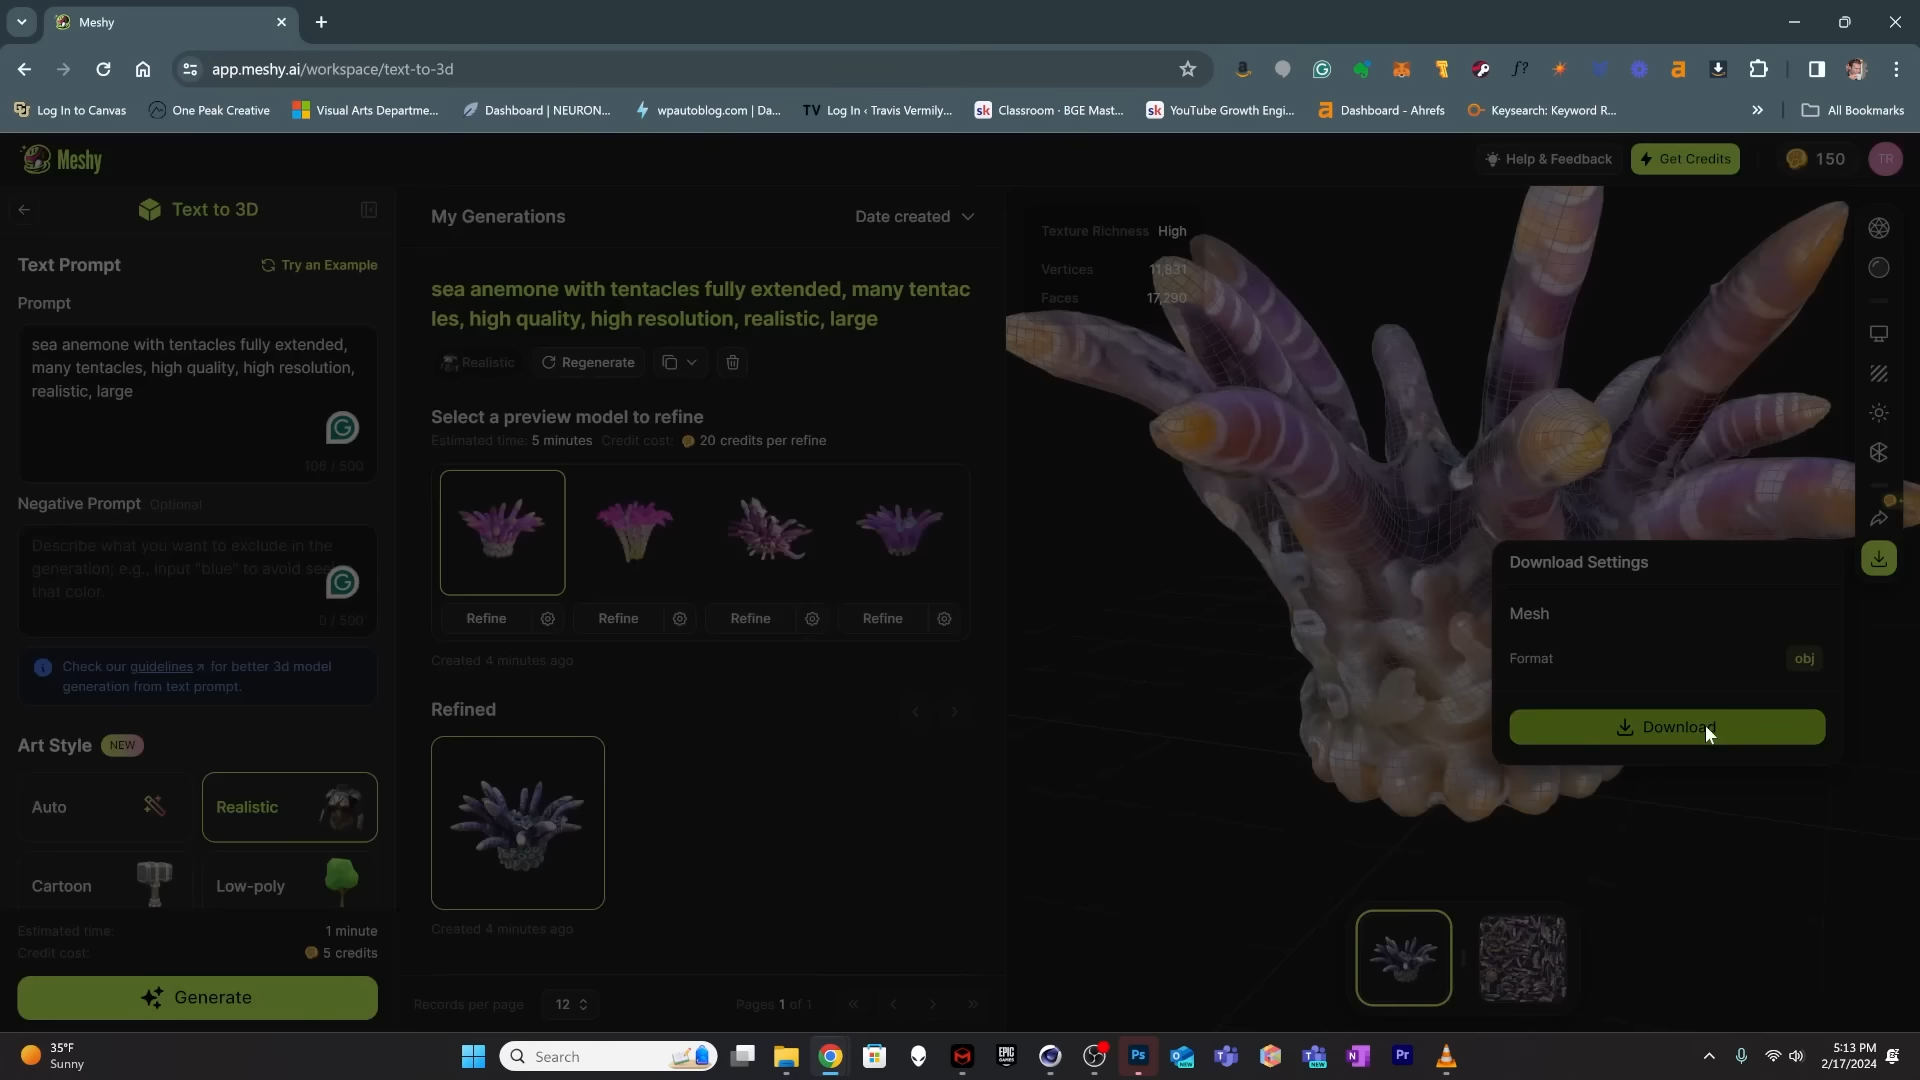 Meshy
app.meshy.ai/workspace/text-to-3d
Log In to Canvas
One Peak Creative
Visual Arts Departme...
Dashboard | NEURON...
wpautoblog.com | Da...
TV Log In ‹ Travis Vermily...
sk Classroom · BGE Mast...
sk YouTube Growth Engi...
Dashboard - Ahrefs
Keysearch: Keyword R...
»
All Bookmarks
Meshy
Help & Feedback
Get Credits
150
TR
Text to 3D
Text Prompt
Try an Example
Prompt
sea anemone with tentacles fully extended,
many tentacles, high quality, high resolution,
realistic, large
106 / 500
Negative Prompt Optional
Describe what you want to exclude in the
generation; e.g., input "blue" to avoid see
that color.
0 / 500
Check our guidelines for better 3d model
generation from text prompt.
Art Style NEW
Auto
Realistic
Cartoon
Low-poly
Estimated time: 1 minute
Credit cost: 5 credits
Generate
My Generations
Date created
sea anemone with tentacles fully extended, many tentac
les, high quality, high resolution, realistic, large
Realistic
Regenerate
Select a preview model to refine
Estimated time: 5 minutes Credit cost: 20 credits per refine
Refine
Refine
Refine
Refine
Created 4 minutes ago
Refined
Created 4 minutes ago
Records per page 12
Pages 1 of 1
Texture Richness High
Vertices 11,831
Faces 17,290
Download Settings
Mesh
Format obj
Download
35°F
Sunny
Search
EPIC GAMES
Ps
NEW
NEW
N
Pr
5:13 PM
2/17/2024